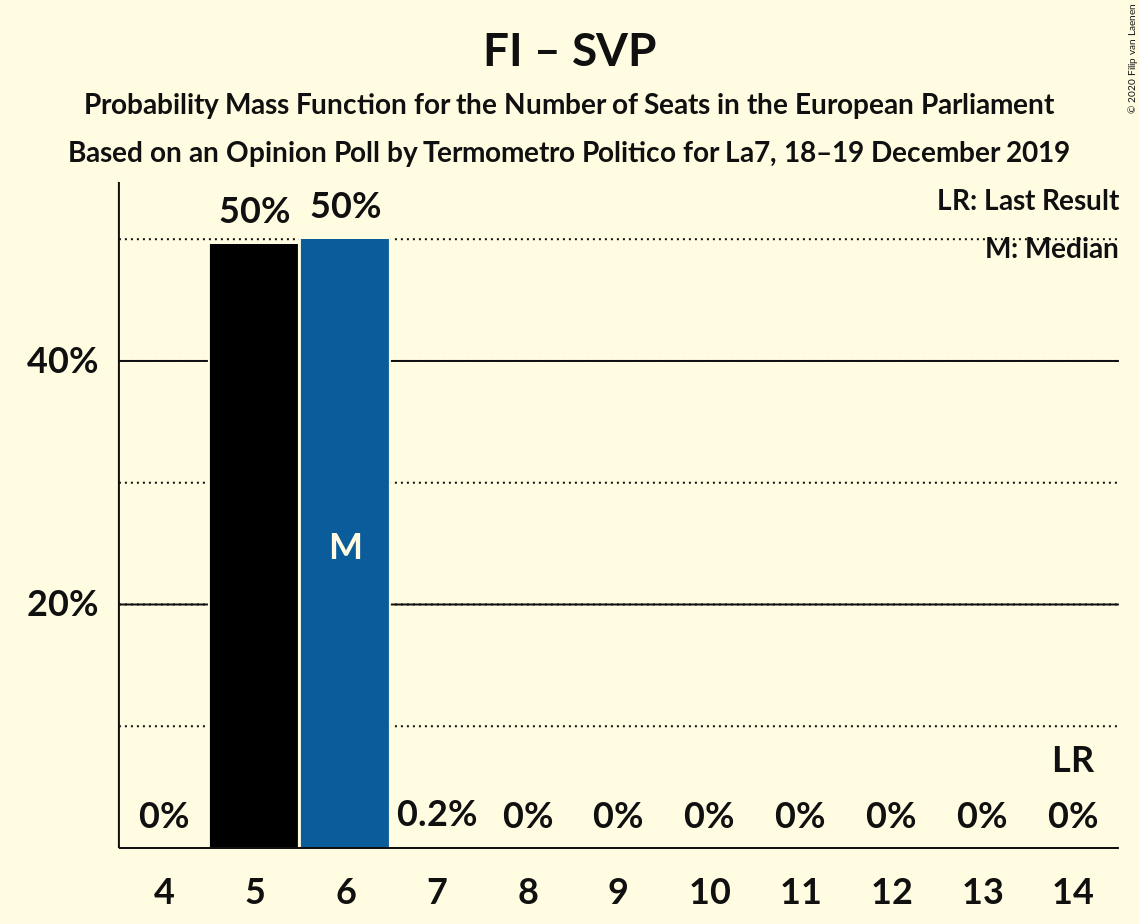 FI – SVP
Probability Mass Function for the Number of Seats in the European Parliament
Based on an Opinion Poll by Termometro Politico for La7, 18–19 December 2019
© 2020 Filip van Laenen
LR: Last Result
M: Median
50% 50%
40%
M
20%
LR
0% 0.2% 0% 0% 0% 0% 0% 0% 0%
4 5 6 7 8 9 10 11 12 13 14